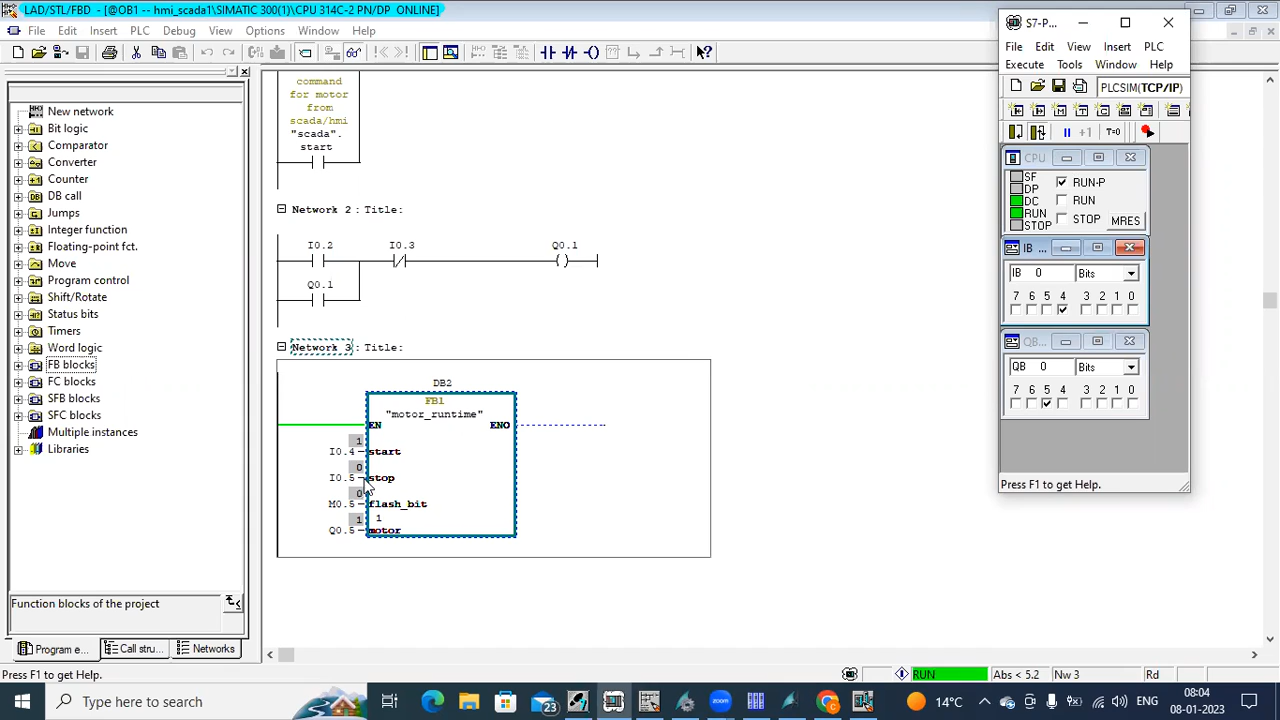 LAD/STL/FBD - [@OB1 -- hmi_scada1\SIMATIC 300(1)\CPU 314C-2 PN/DP ONLINE]
File Edit Insert PLC Debug View Options Window Help
New network
Bit logic
Comparator
Converter
Counter
DB call
Jumps
Integer function
Floating-point fct.
Move
Program control
Shift/Rotate
Status bits
Timers
Word logic
FB blocks
FC blocks
SFB blocks
SFC blocks
Multiple instances
Libraries
Function blocks of the project
Program e...
Call stru...
Networks
command
for motor
from
scada/hmi
"scada".
start
Network 2 : Title:
I0.2
I0.3
Q0.1
Q0.1
Network 3 : Title:
DB2
FB1
"motor_runtime"
EN
ENO
1
I0.4
start
0
I0.5
stop
0
M0.5
flash_bit
1
1
Q0.5
motor
S7-P...
File Edit View Insert PLC
Execute Tools Window Help
PLCSIM(TCP/IP)
+1 T=0
CPU
SF
DP
DC
RUN
STOP
RUN-P
RUN
STOP
MRES
IB ...
IB 0 Bits
7 6 5 4 3 2 1 0
QB...
QB 0 Bits
7 6 5 4 3 2 1 0
Press F1 to get Help.
Press F1 to get Help.
RUN
Abs < 5.2
Nw 3
Rd
Type here to search
23
zoom
14°C
ENG
08:04
08-01-2023